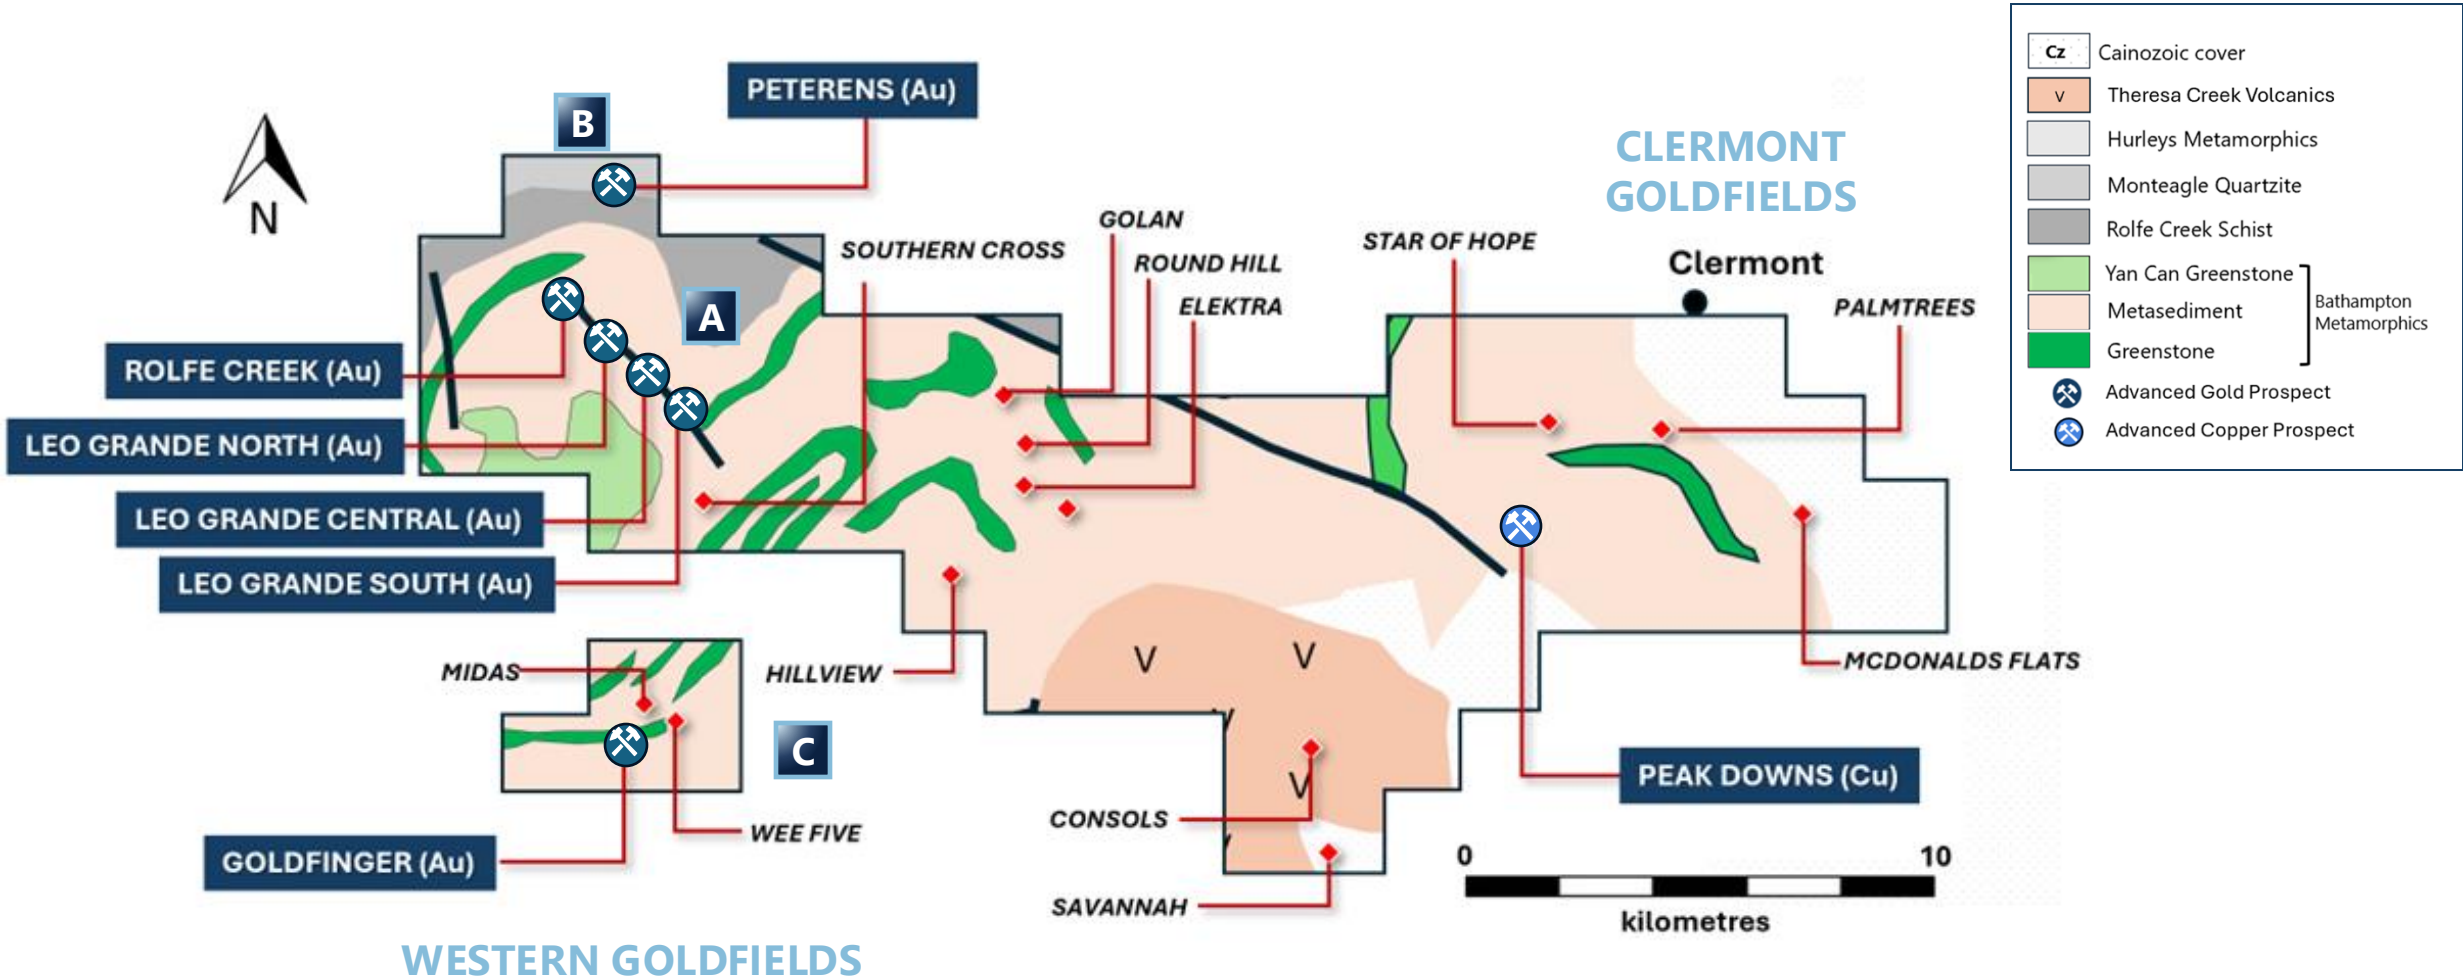 PETERENS (Au)
B
N
CLERMONT
GOLDFIELDS
GOLAN
SOUTHERN CROSS
ROUND HILL
ELEKTRA
STAR OF HOPE
Clermont
PALMTREES
A
ROLFE CREEK (Au)
LEO GRANDE NORTH (Au)
LEO GRANDE CENTRAL (Au)
LEO GRANDE SOUTH (Au)
MIDAS
HILLVIEW
V
V
MCDONALDS FLATS
C
V
V
PEAK DOWNS (Cu)
CONSOLS
WEE FIVE
GOLDFINGER (Au)
SAVANNAH
0 10
kilometres
WESTERN GOLDFIELDS
Cz Cainozoic cover
V Theresa Creek Volcanics
Hurleys Metamorphics
Monteagle Quartzite
Rolfe Creek Schist
Yan Can Greenstone
Metasediment
Greenstone
Bathampton
Metamorphics
Advanced Gold Prospect
Advanced Copper Prospect